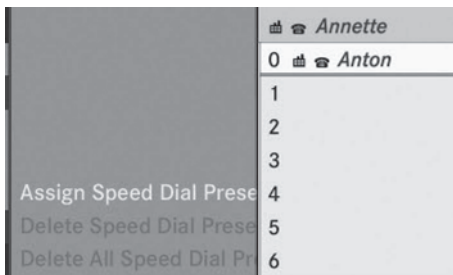 Annette
0 Anton
1
2
3
Assign Speed Dial Prese 4
Delete Speed Dial Prese 5
Delete All Speed Dial Pr 6